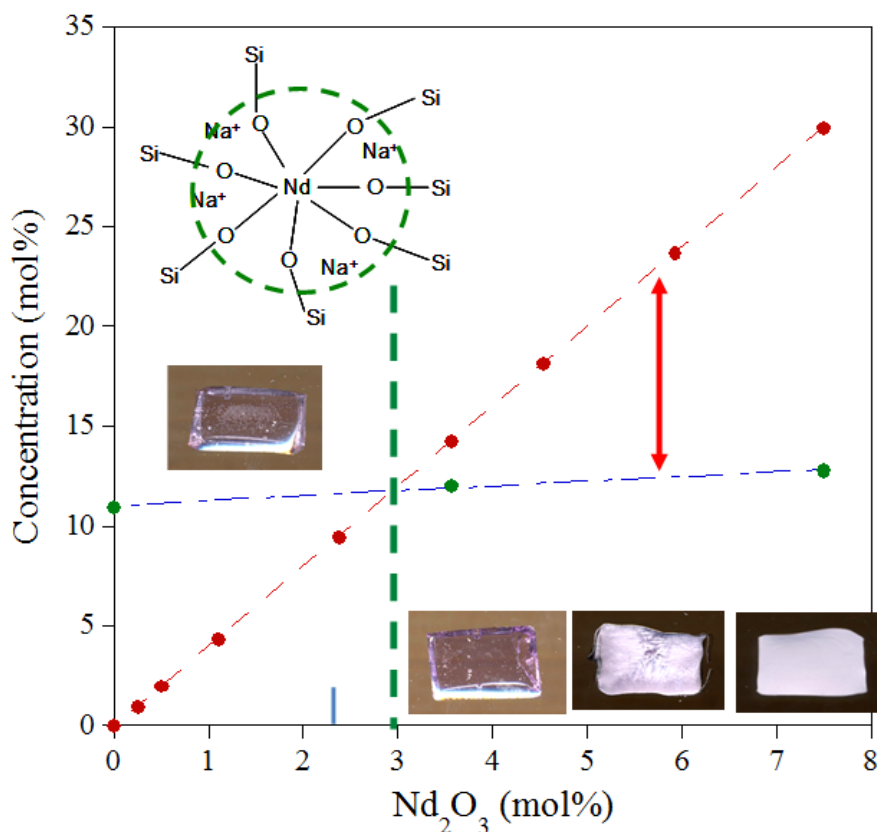 35
30
25
20
15
10
5
0
Concentration (mol%)
Si
Si
Na⁺
O
O
Na⁺
Si
O
Nd
O
Si
Na⁺
O
O
Si
O
Na⁺
Si
Si
0 1 2 3 4 5 6 7 8
Nd₂O₃ (mol%)